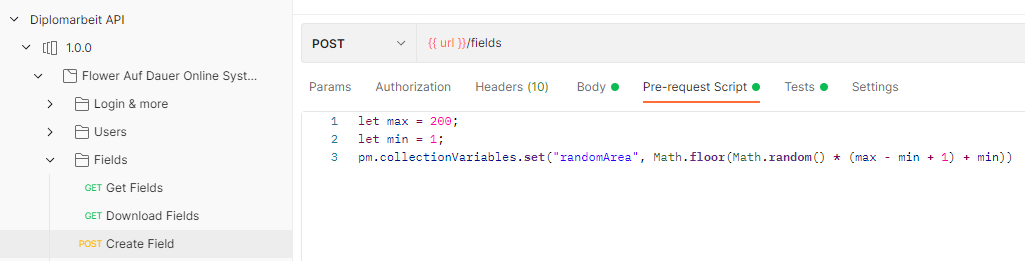 Diplomarbeit API
1.0.0
Flower Auf Dauer Online Syst...
Login & more
Users
Fields
GET Get Fields
GET Download Fields
POST Create Field
POST {{ url }}/fields
Params Authorization Headers (10) Body Pre-request Script Tests Settings
1 let max = 200;
2 let min = 1;
3 pm.collectionVariables.set("randomArea", Math.floor(Math.random() * (max - min + 1) + min))